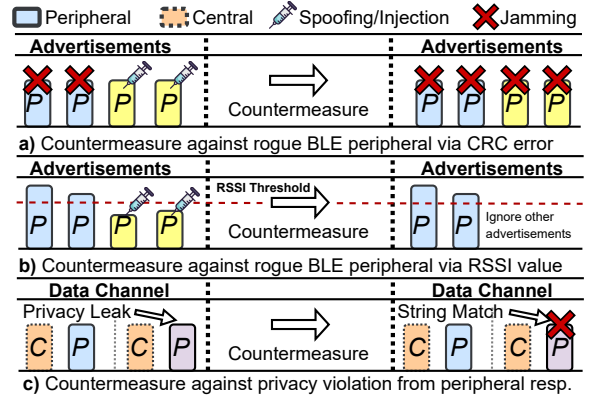 Peripheral Central Spoofing/Injection Jamming
Advertisements Advertisements
P P P P Countermeasure P P P P
a) Countermeasure against rogue BLE peripheral via CRC error
Advertisements Advertisements
RSSI Threshold
P P P P Countermeasure P P Ignore other
advertisements
b) Countermeasure against rogue BLE peripheral via RSSI value
Data Channel Data Channel
Privacy Leak String Match
C P C P Countermeasure C P C P
c) Countermeasure against privacy violation from peripheral resp.